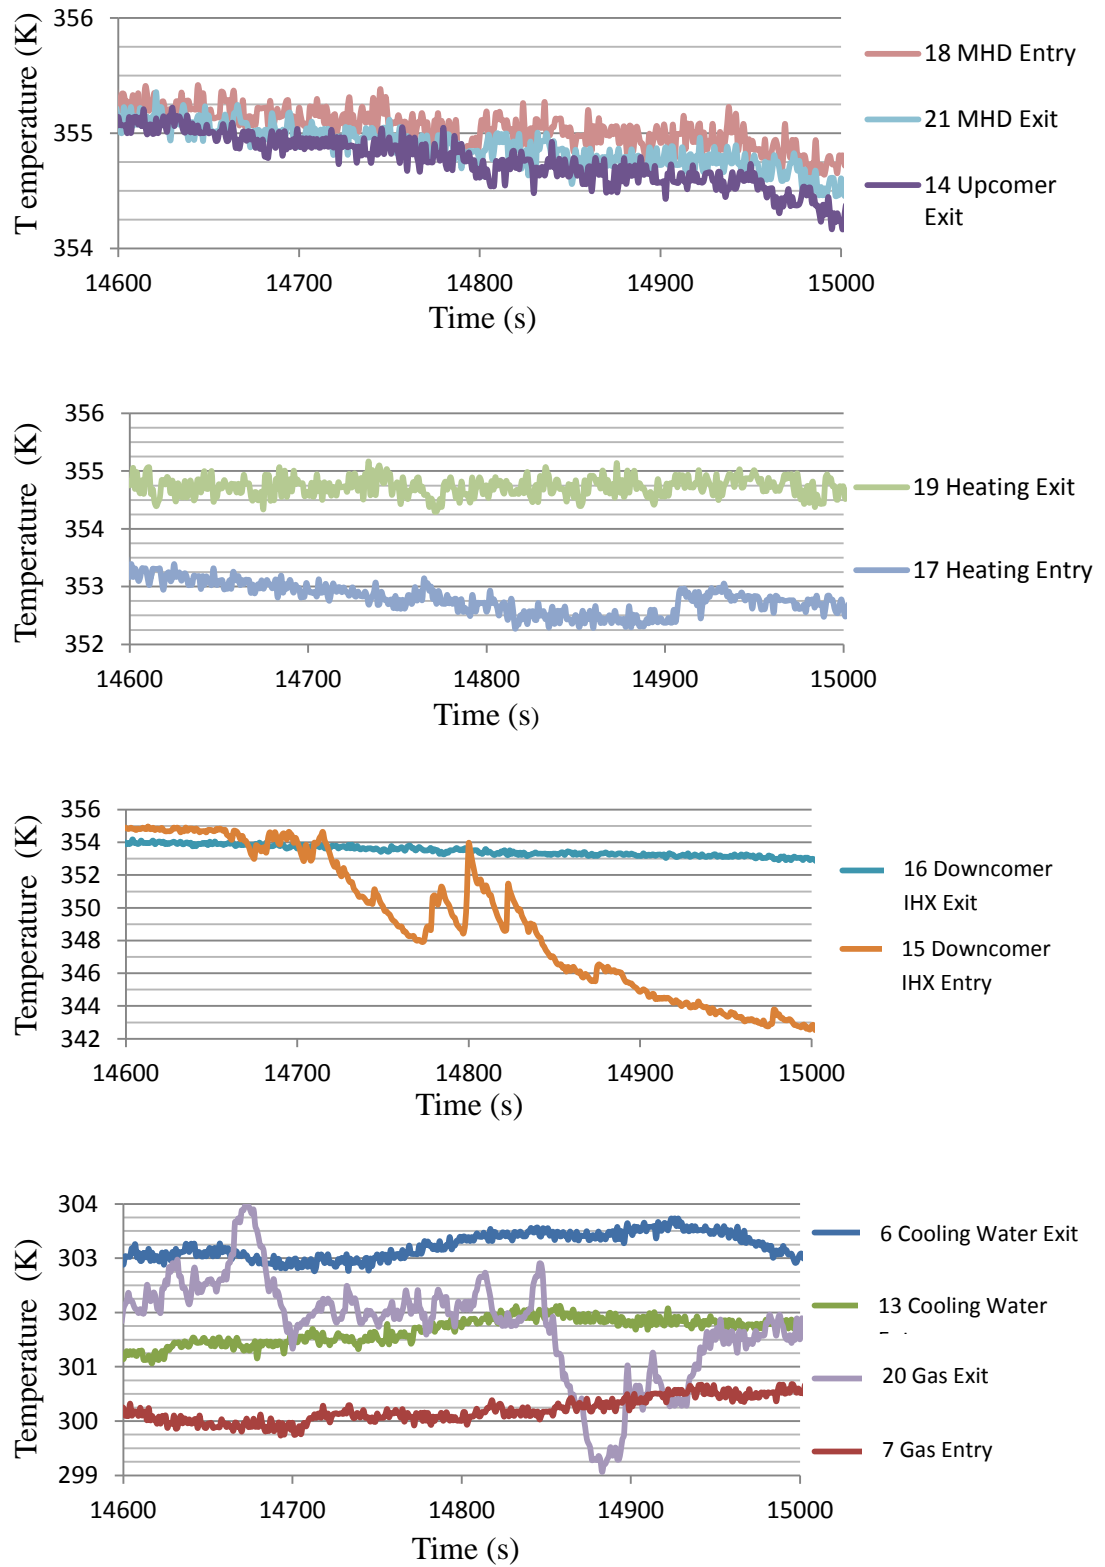 356
355
354
T emperature (K)
14600 14700 14800 14900 15000
Time (s)
18 MHD Entry
21 MHD Exit
14 Upcomer
Exit
356
355
354
353
352
Temperature (K)
14600 14700 14800 14900 15000
Time (s)
19 Heating Exit
17 Heating Entry
356
354
352
350
348
346
344
342
Temperature (K)
14600 14700 14800 14900 15000
Time (s)
16 Downcomer
IHX Exit
15 Downcomer
IHX Entry
304
303
302
301
300
299
Temperature (K)
14600 14700 14800 14900 15000
Time (s)
6 Cooling Water Exit
13 Cooling Water
20 Gas Exit
7 Gas Entry